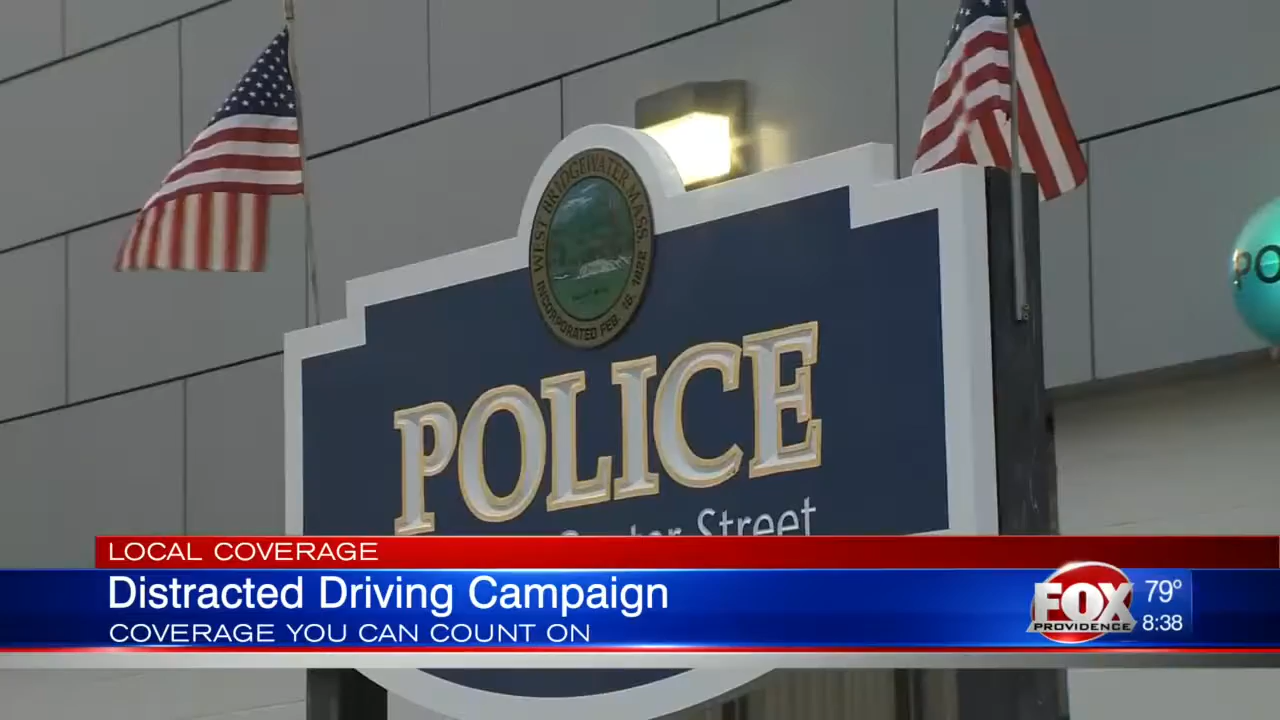 WEST BRIDGEWATER MASS.
INCORPORATED FEB. 16, 1822
POLICE
Street
PO
LOCAL COVERAGE
Distracted Driving Campaign
COVERAGE YOU CAN COUNT ON
FOX
PROVIDENCE
79°
8:38